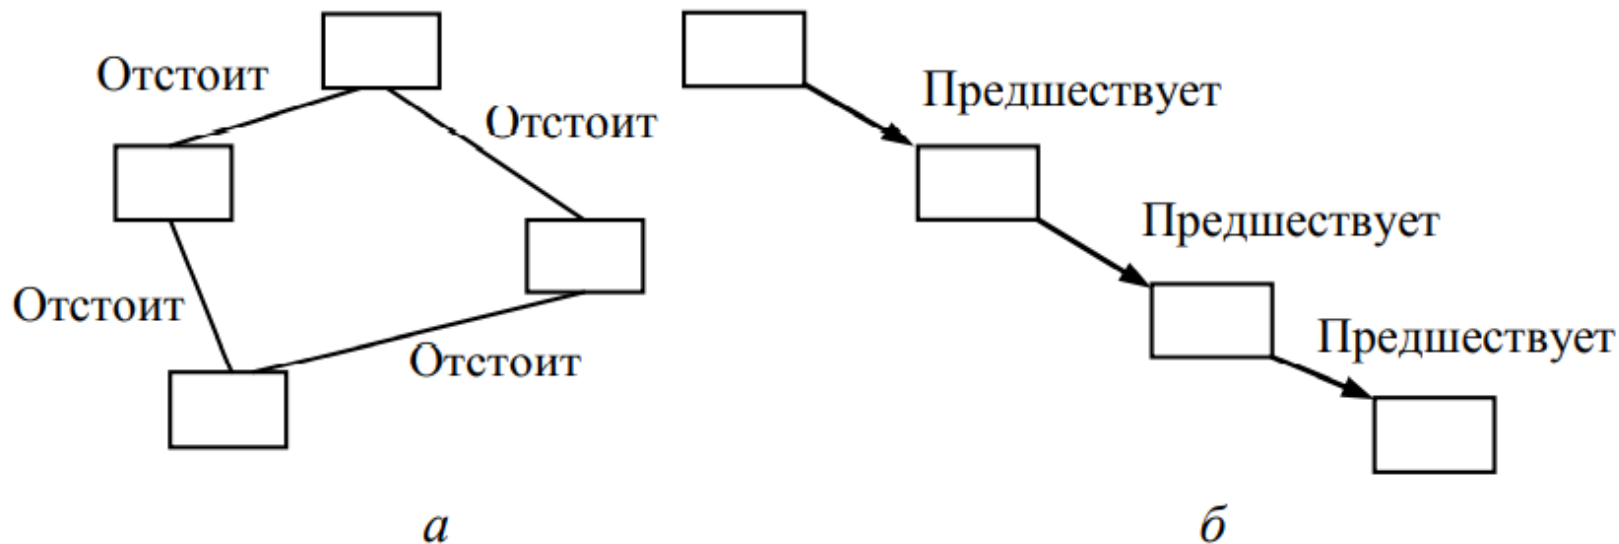 Отстоит
Отстоит
Отстоит
Отстоит
а
Предшествует
Предшествует
Предшествует
б